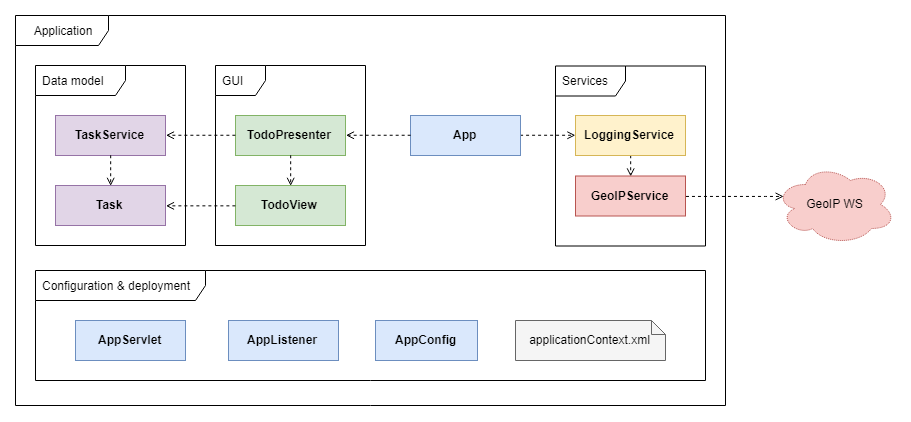 Application
Data model
GUI
Services
TaskService
TodoPresenter
App
LoggingService
Task
TodoView
GeoIPService
GeoIP WS
Configuration & deployment
AppServlet
AppListener
AppConfig
applicationContext.xml